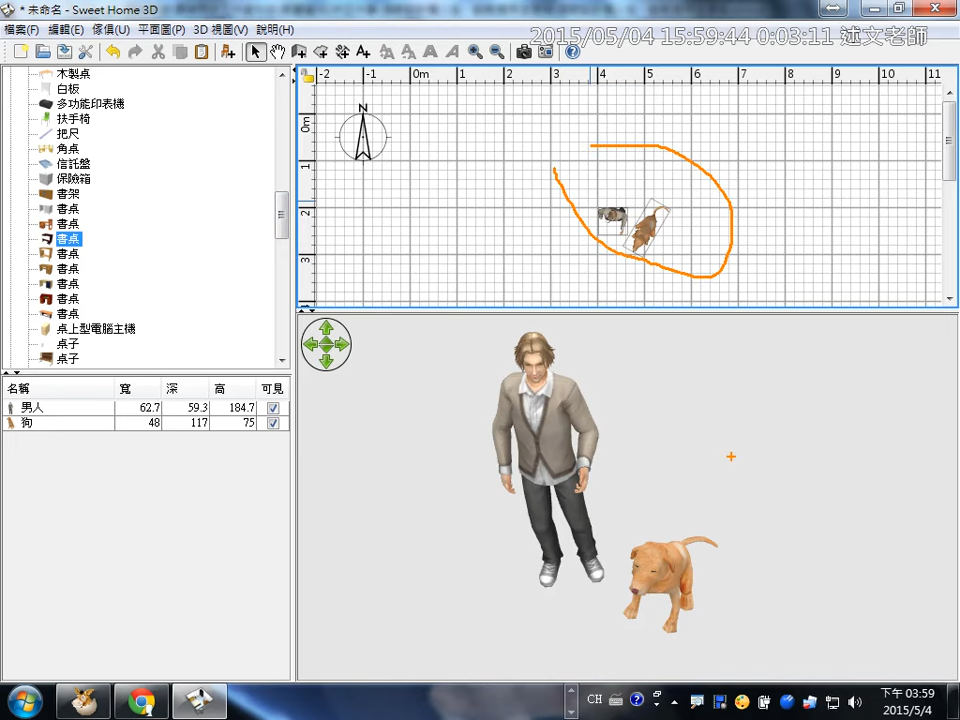 * 未命名 - Sweet Home 3D
檔案(F) 編輯(E) 傢俱(U) 平面圖(P) 3D 視圖(V) 說明(H)
2015/05/04 15:59:44 0:03:11 述文老師
木製桌
白板
多功能印表機
扶手椅
把尺
角桌
信託盤
保險箱
書架
書桌
書桌
書桌
書桌
書桌
書桌
書桌
書桌
桌上型電腦主機
桌子
桌子
-2 -1 0m 1 2 3 4 5 6 7 8 9 10 11
0m
1
2
3
N
名稱 寬 深 高 可見
男人 62.7 59.3 184.7
狗 48 117 75
CH
下午 03:59
2015/5/4